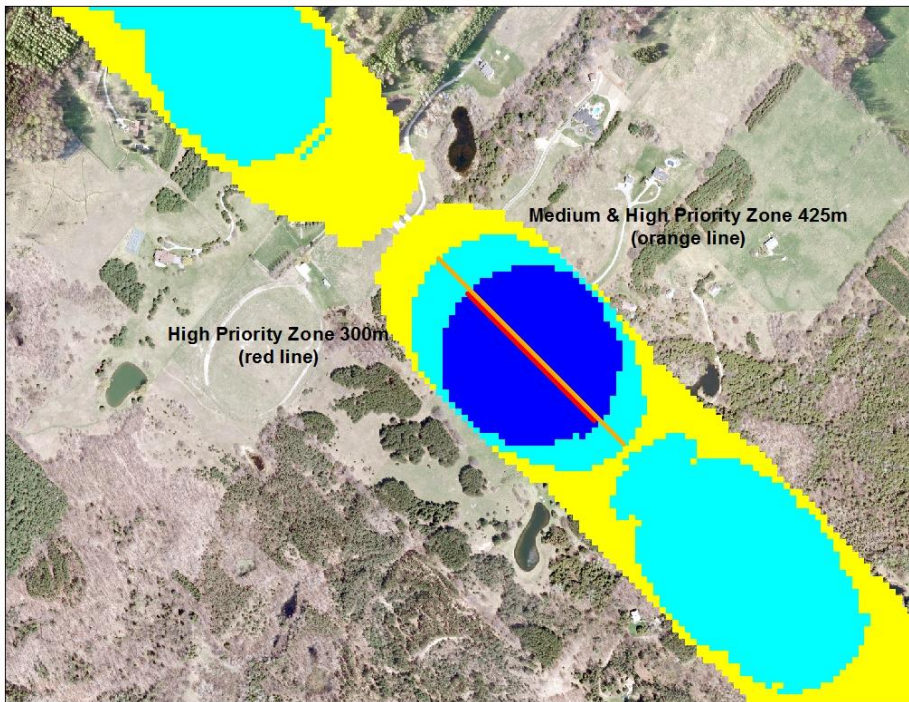 Medium & High Priority Zone 425m
(orange line)
High Priority Zone 300m
(red line)